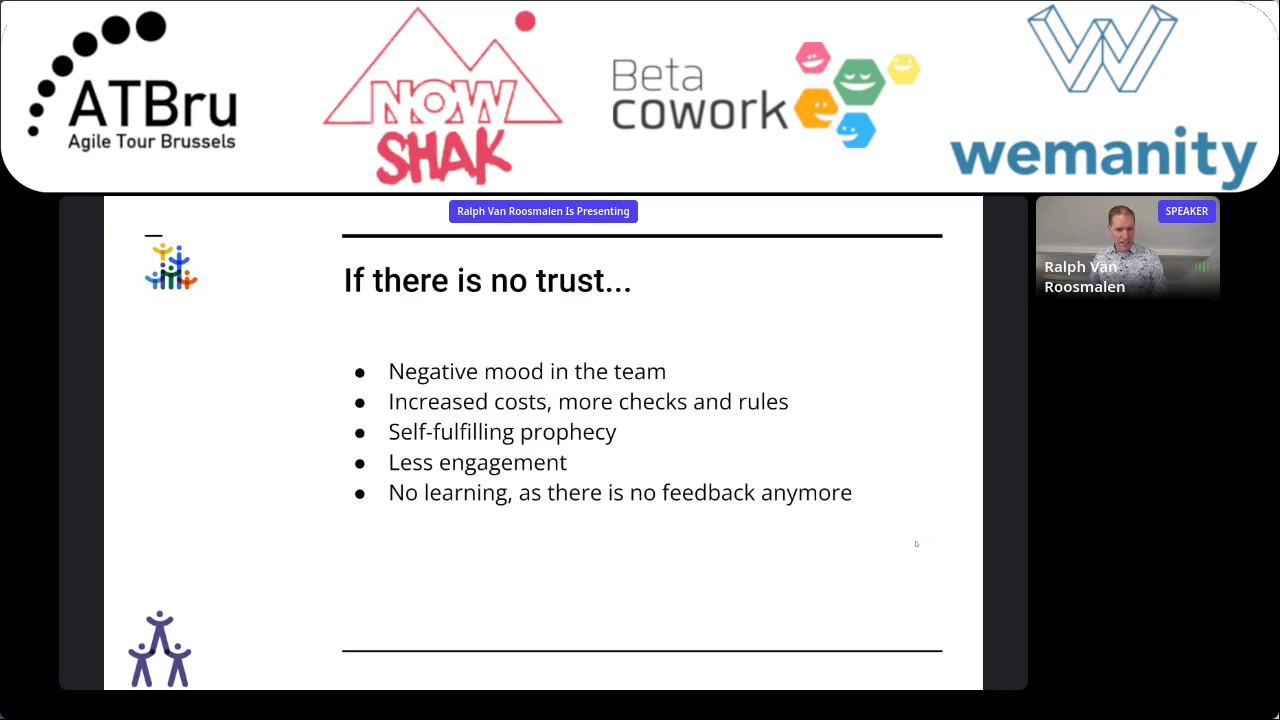 ATBru
Agile Tour Brussels
NOW
SHAK
Beta
cowork
wemanity
Ralph Van Roosmalen Is Presenting
SPEAKER
Ralph Van
Roosmalen
If there is no trust...
● Negative mood in the team
● Increased costs, more checks and rules
● Self-fulfilling prophecy
● Less engagement
● No learning, as there is no feedback anymore